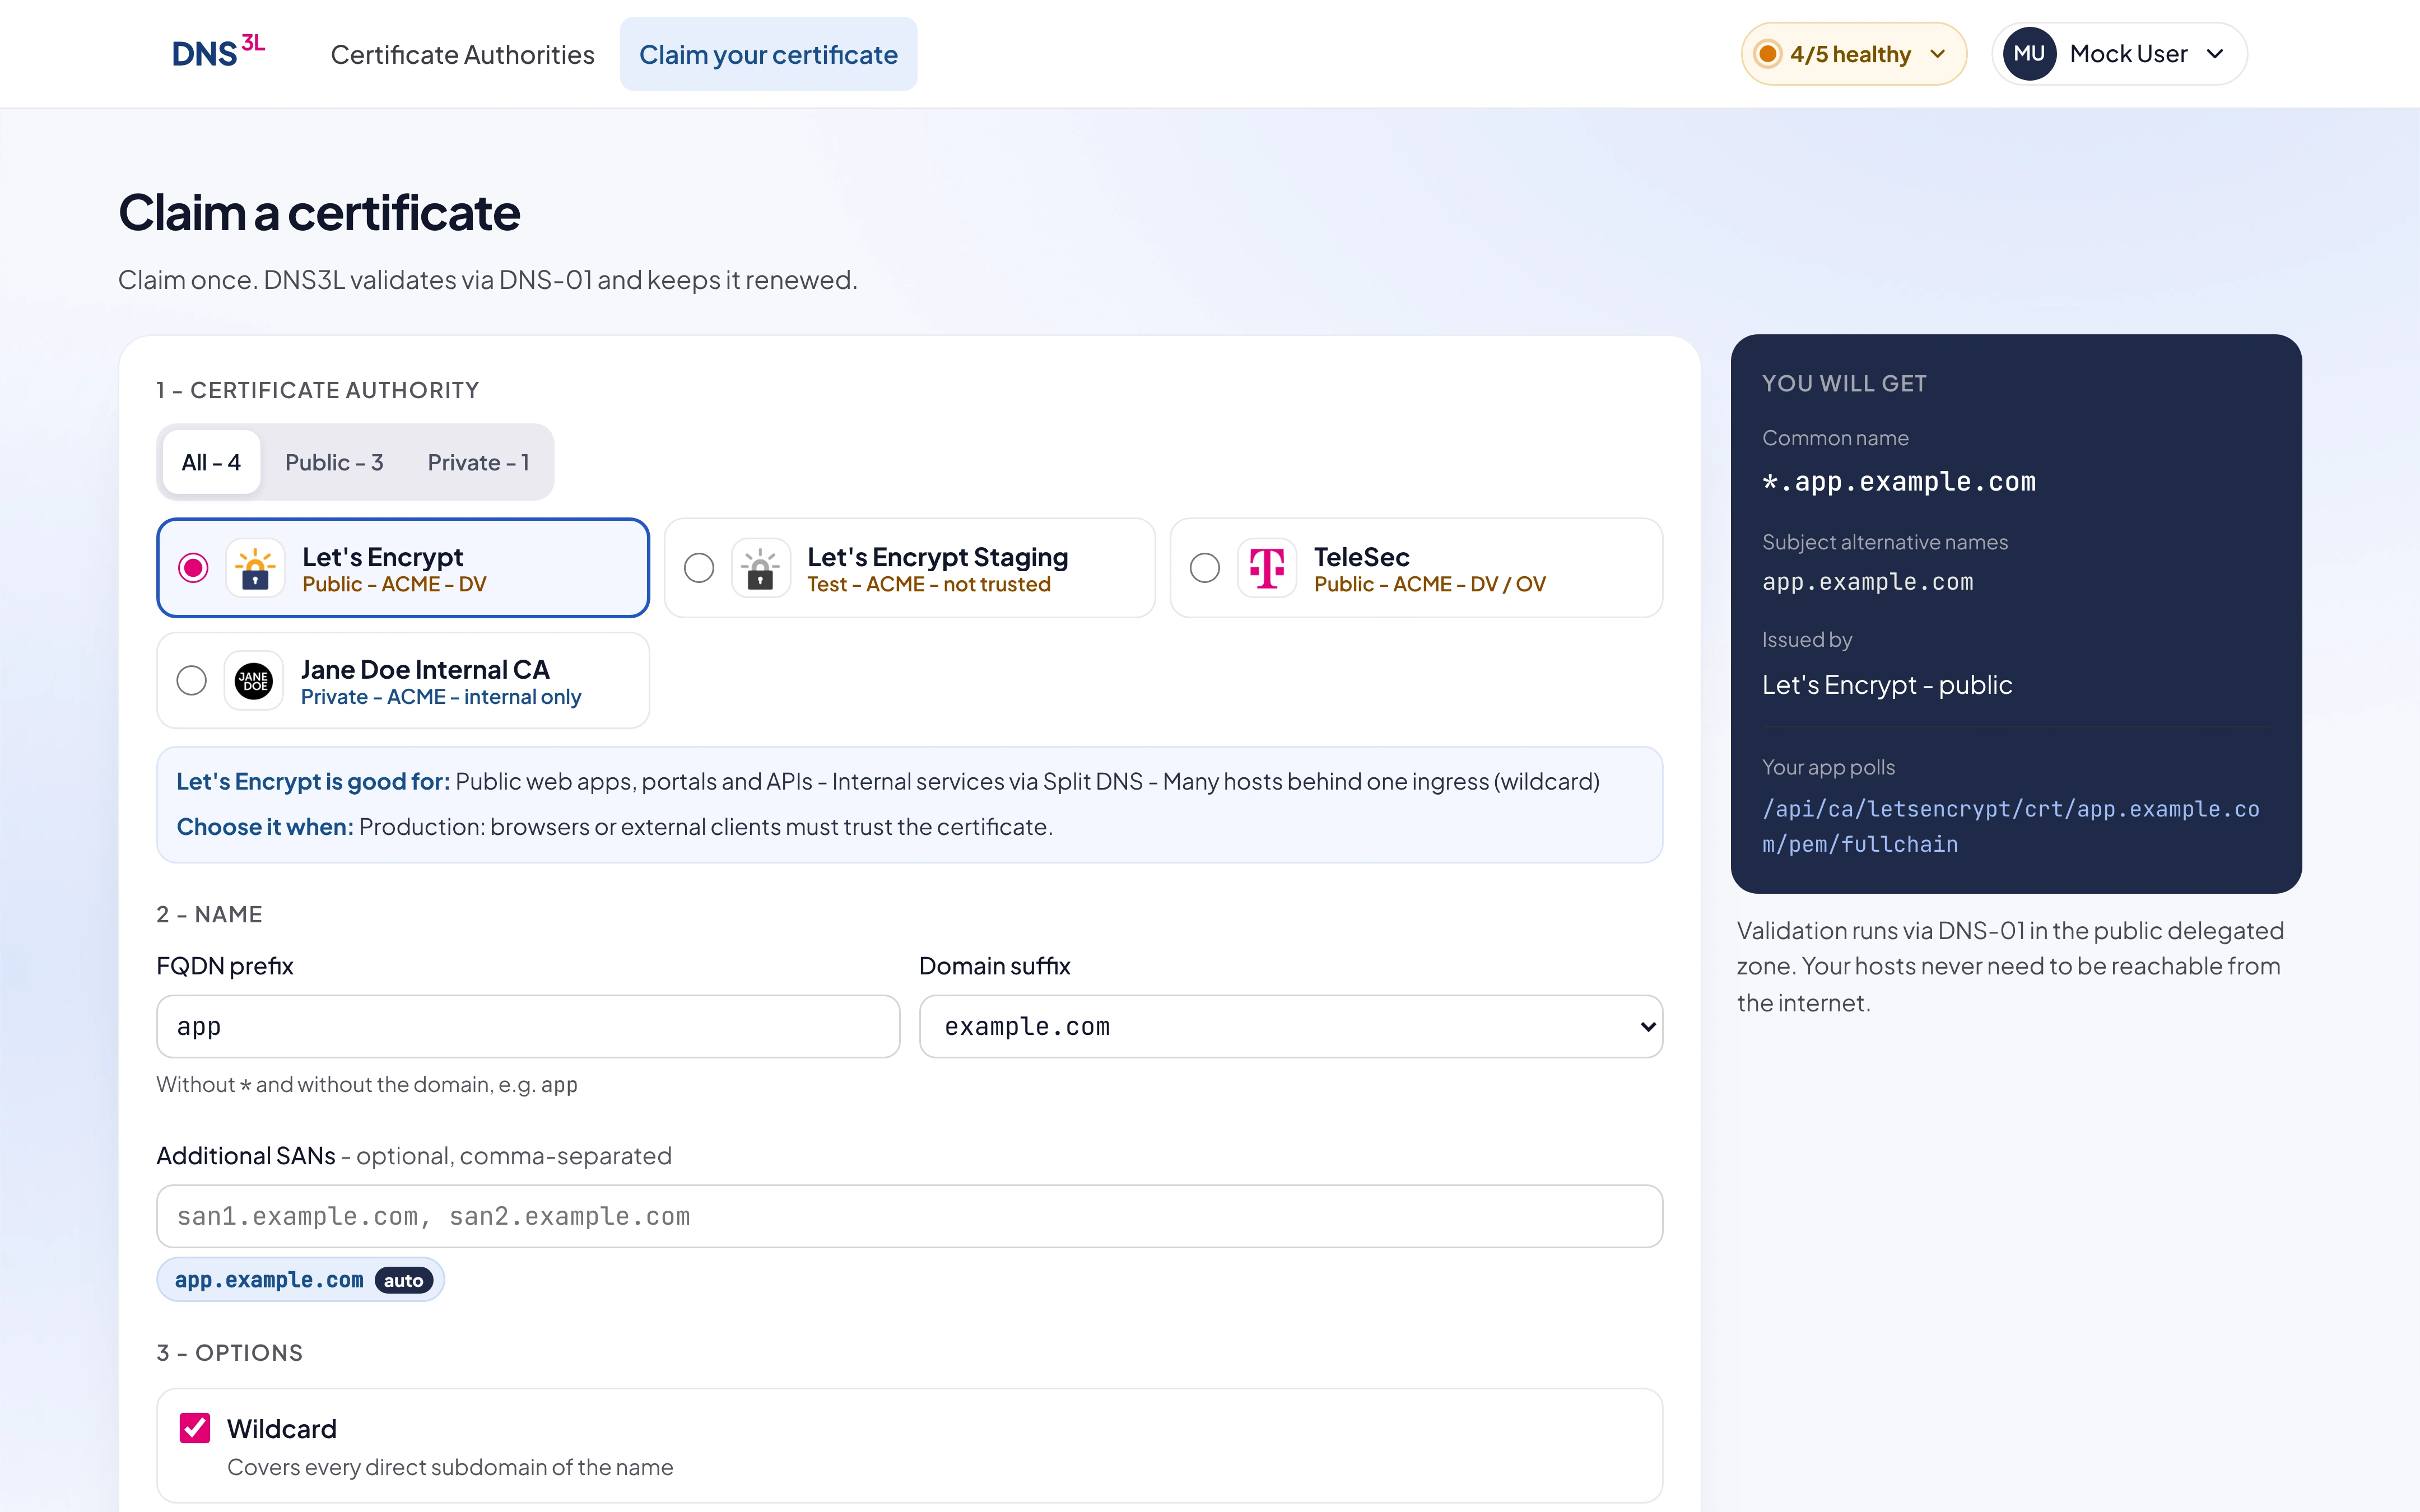 DNS 3L
Certificate Authorities
Claim your certificate
4/5 healthy
MU
Mock User
Claim a certificate
Claim once. DNS3L validates via DNS-01 and keeps it renewed.
1 - CERTIFICATE AUTHORITY
All - 4
Public - 3
Private - 1
Let's Encrypt
Public - ACME - DV
Let's Encrypt Staging
Test - ACME - not trusted
T
TeleSec
Public - ACME - DV / OV
JANE
DOE
Jane Doe Internal CA
Private - ACME - internal only
Let's Encrypt is good for: Public web apps, portals and APIs - Internal services via Split DNS - Many hosts behind one ingress (wildcard)
Choose it when: Production: browsers or external clients must trust the certificate.
2 - NAME
FQDN prefix
Domain suffix
app
example.com
Without * and without the domain, e.g. app
Additional SANs - optional, comma-separated
san1.example.com, san2.example.com
app.example.com auto
3 - OPTIONS
Wildcard
Covers every direct subdomain of the name
YOU WILL GET
Common name
*.app.example.com
Subject alternative names
app.example.com
Issued by
Let's Encrypt - public
Your app polls
/api/ca/letsencrypt/crt/app.example.co
m/pem/fullchain
Validation runs via DNS-01 in the public delegated
zone. Your hosts never need to be reachable from
the internet.